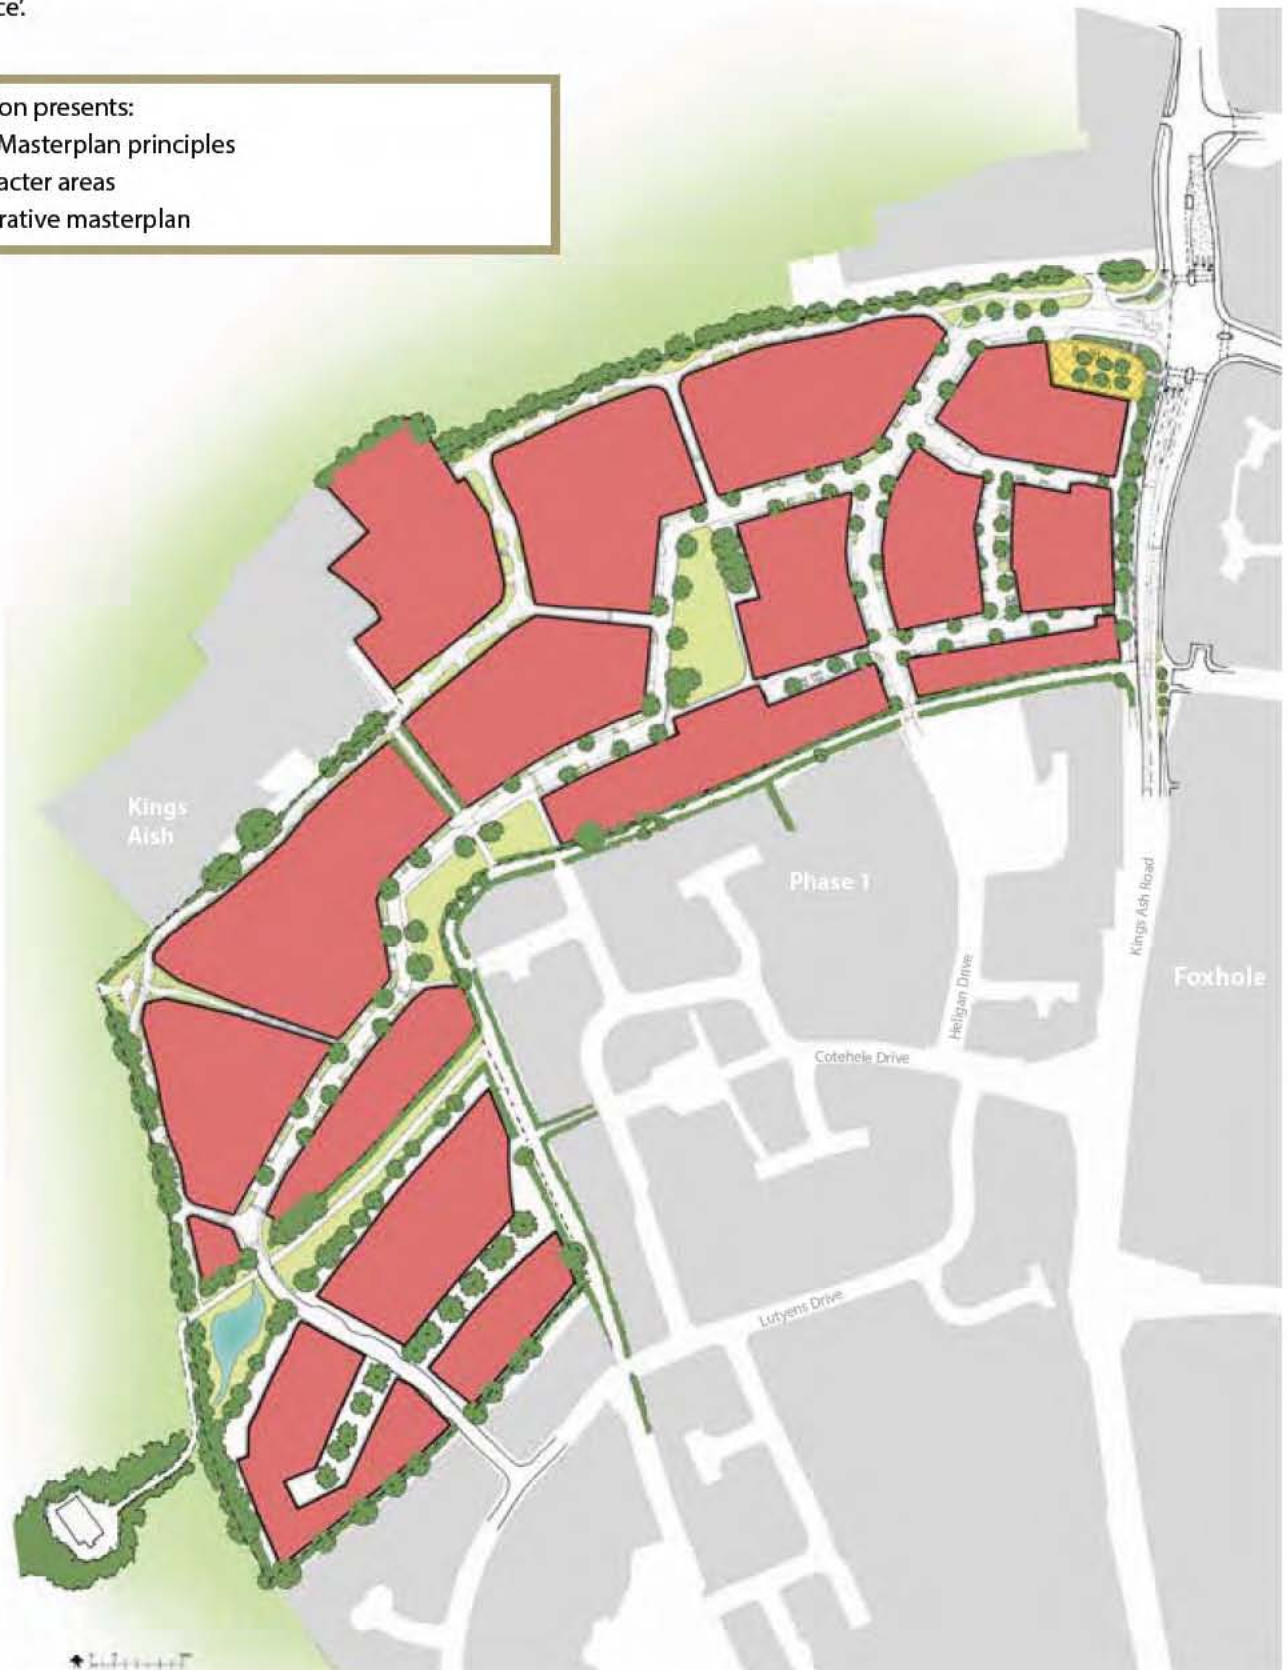 ce'.
on presents:
Masterplan principles
acter areas
rative masterplan
Kings
Aish
Phase 1
Kings Ash Road
Foxhole
Heligan Drive
Cotehele Drive
Lutyens Drive